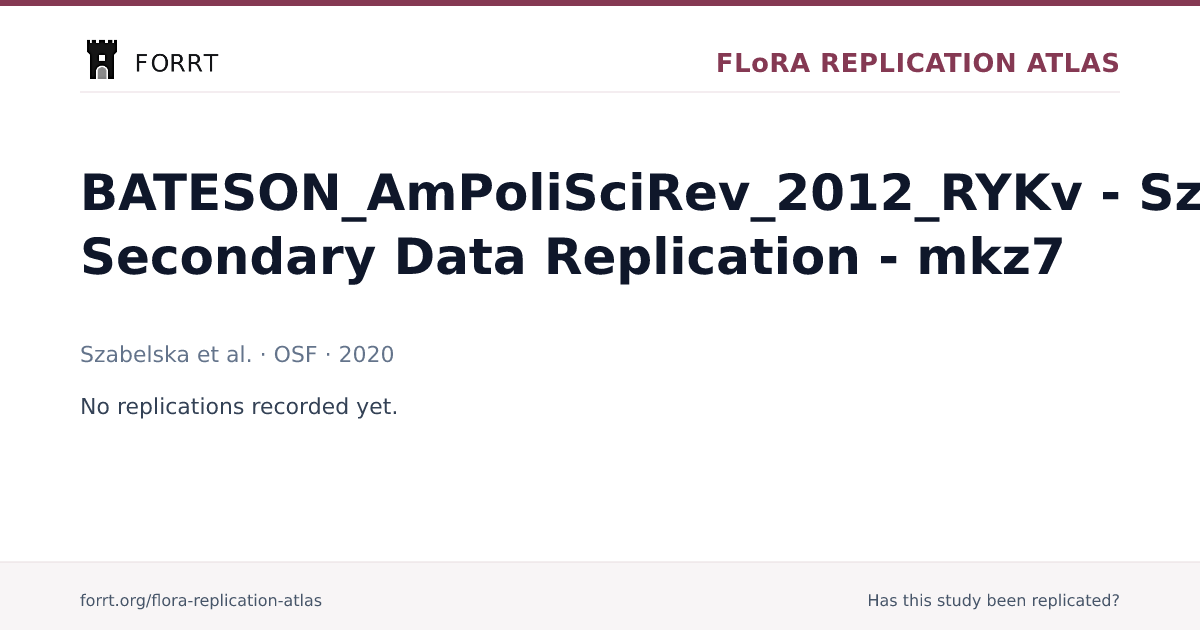 FORRT
FLoRA REPLICATION ATLAS
BATESON_AmPoliSciRev_2012_RYKv - Sz
Secondary Data Replication - mkz7
Szabelska et al. · OSF · 2020
No replications recorded yet.
forrt.org/flora-replication-atlas
Has this study been replicated?